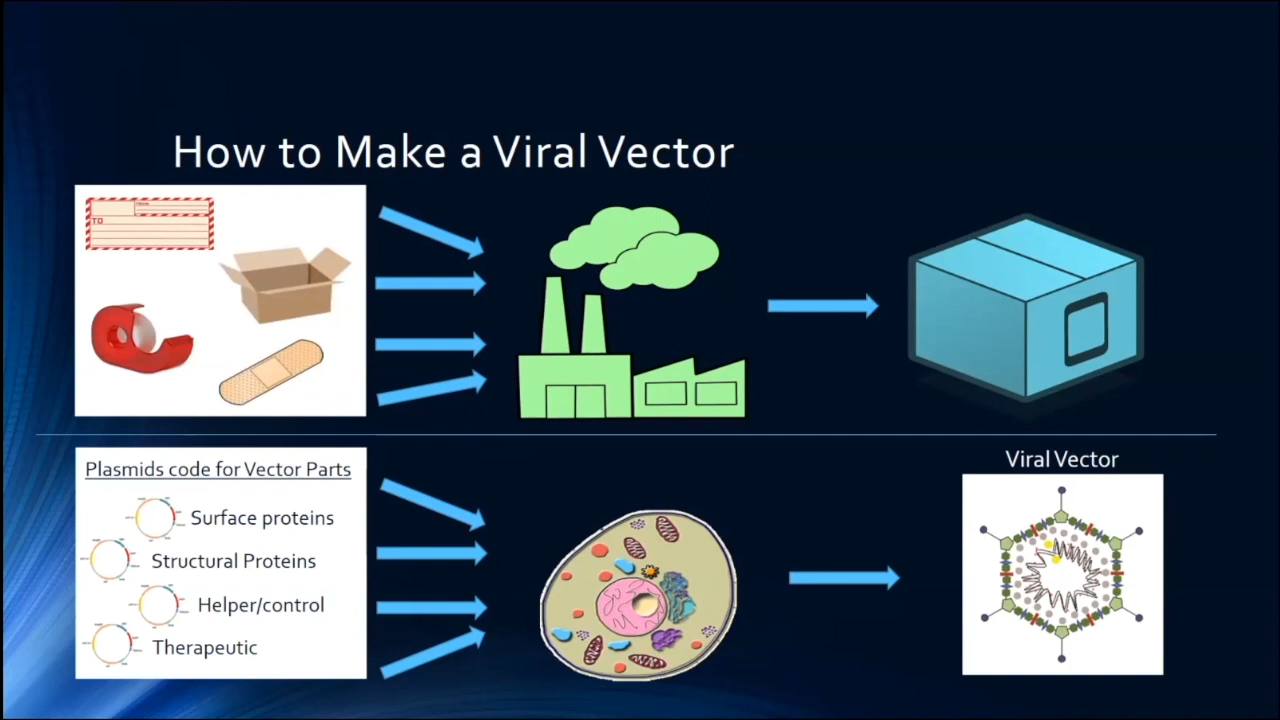 How to Make a Viral Vector
TO
Plasmids code for Vector Parts
Surface proteins
Structural Proteins
Helper/control
Therapeutic
Viral Vector